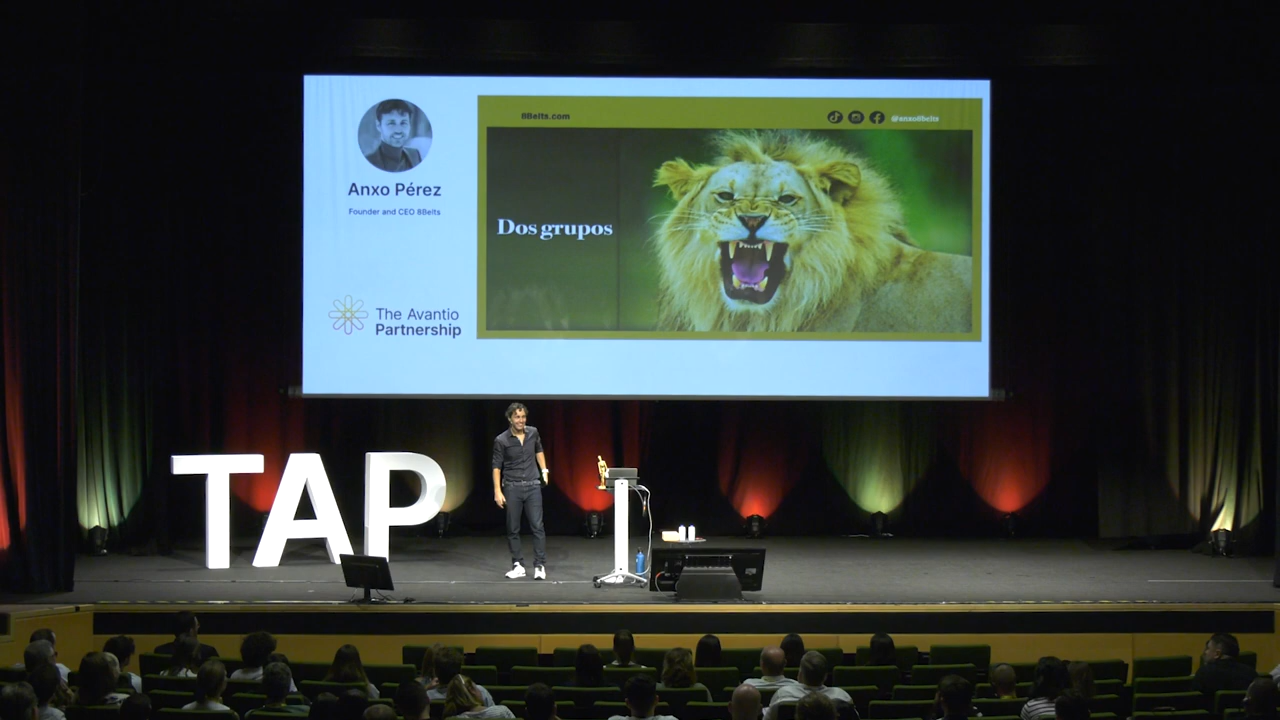 Anxo Pérez
Founder and CEO 8Belts
The Avantio
Partnership
8Belts.com
@anxo8belts
Dos grupos
TAP